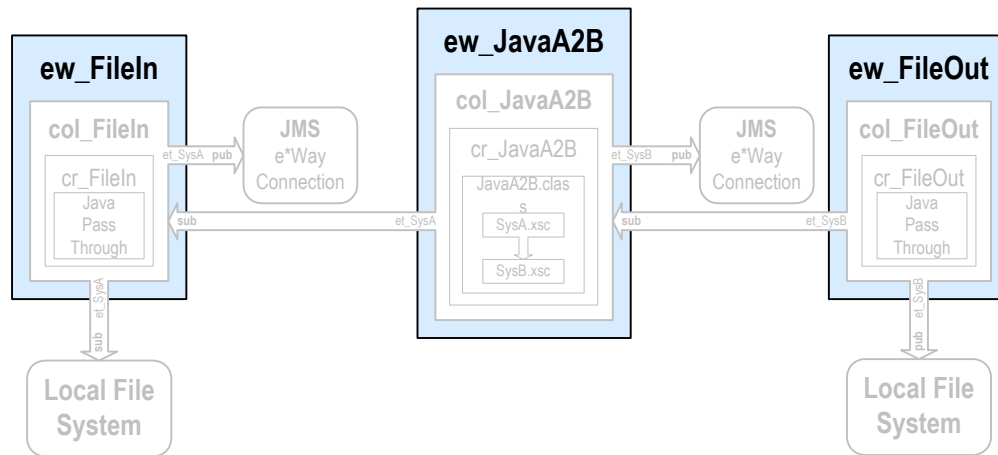 ew_FileIn
col_FileIn
cr_FileIn
Java
Pass
Through
et_SysA pub
JMS
e*Way
Connection
sub et_SysA
et_SysA
sub
Local File
System
ew_JavaA2B
col_JavaA2B
cr_JavaA2B
JavaA2B.clas
s
SysA.xsc
SysB.xsc
et_SysB pub
JMS
e*Way
Connection
sub et_SysB
ew_FileOut
col_FileOut
cr_FileOut
Java
Pass
Through
et_SysB
pub
Local File
System